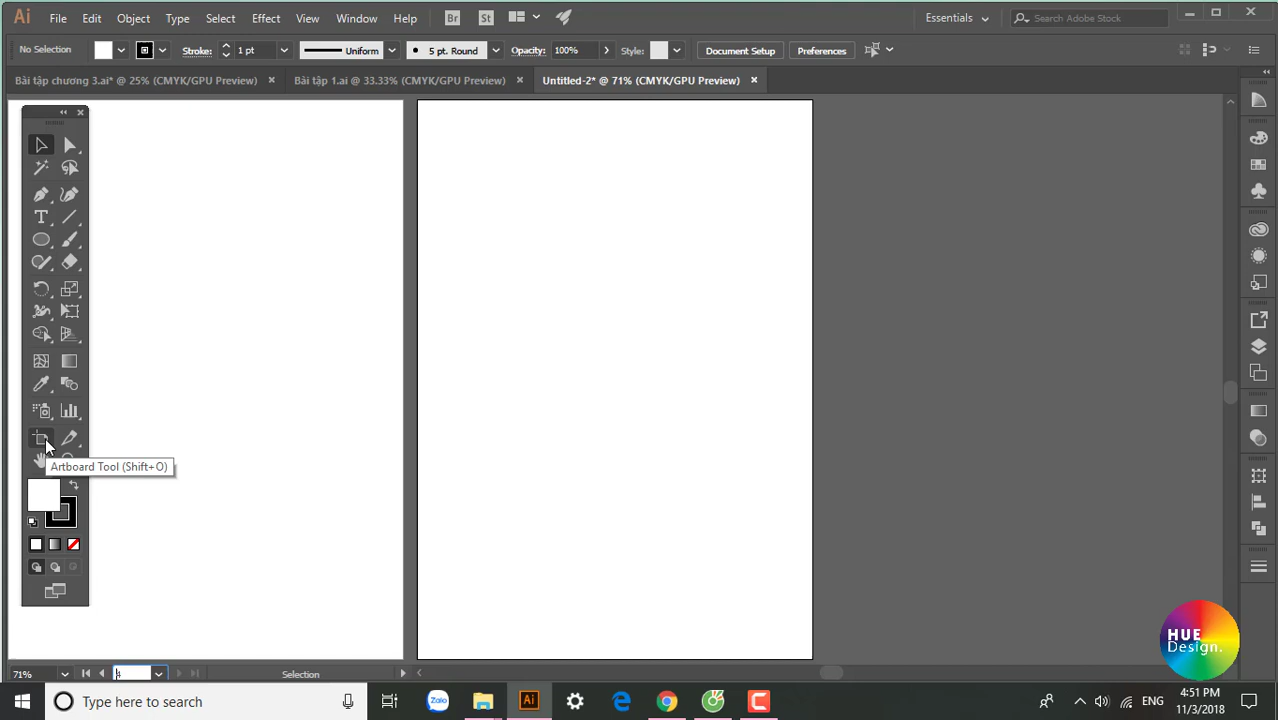 Ai File Edit Object Type Select Effect View Window Help Br St Essentials Search Adobe Stock
No Selection Stroke: 1 pt Uniform 5 pt. Round Opacity: 100% Style: Document Setup Preferences
Bài tập chương 3.ai* @ 25% (CMYK/GPU Preview) Bài tập 1.ai @ 33.33% (CMYK/GPU Preview) Untitled-2* @ 71% (CMYK/GPU Preview)
Artboard Tool (Shift+O)
HUE
Design.
71% 4 Selection
Type here to search Zalo Ai ENG 4:51 PM
11/3/2018